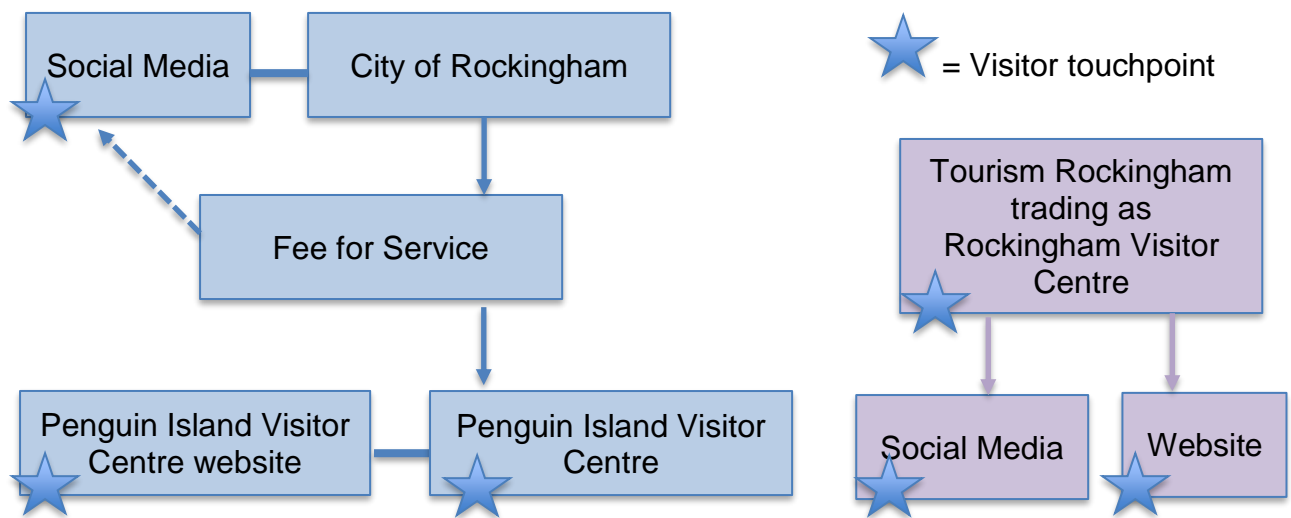 Social Media
City of Rockingham
= Visitor touchpoint
Tourism Rockingham
trading as
Rockingham Visitor
Centre
Fee for Service
Penguin Island Visitor
Centre website
Penguin Island Visitor
Centre
Social Media
Website